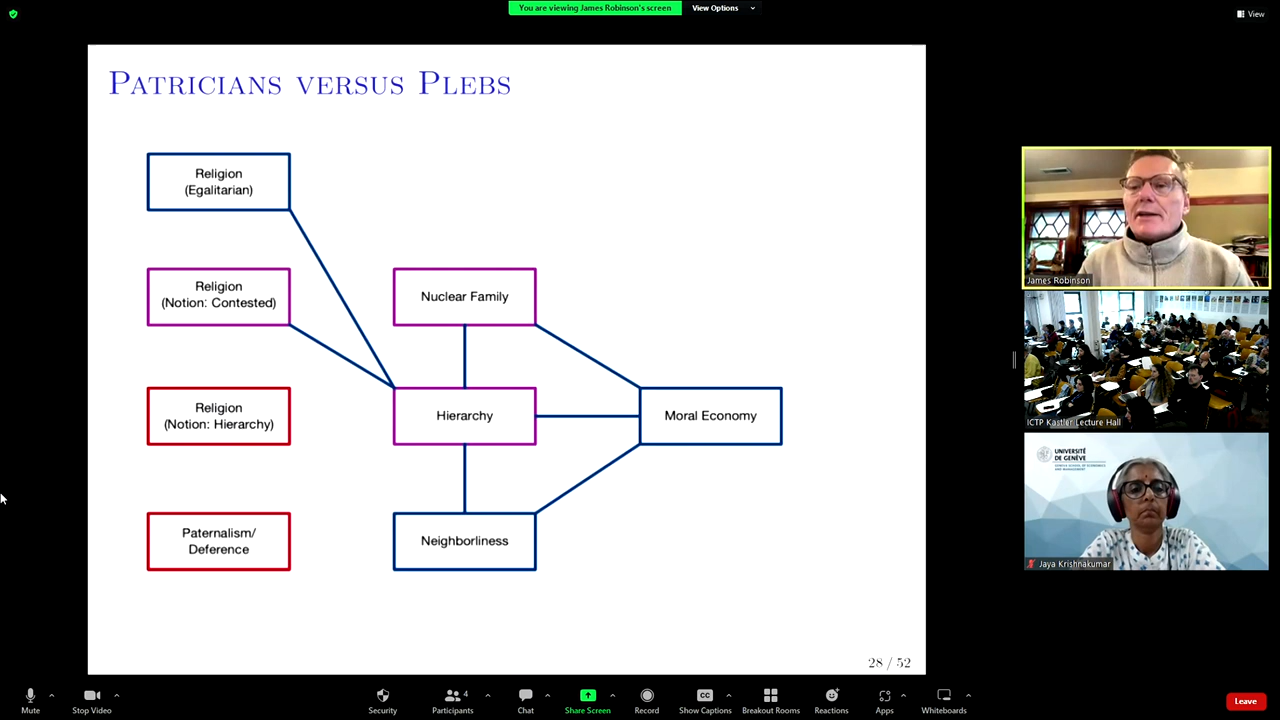 You are viewing James Robinson's screen
View Options
View
Patricians versus Plebs
Religion
(Egalitarian)
Religion
(Notion: Contested)
Nuclear Family
Religion
(Notion: Hierarchy)
Hierarchy
Moral Economy
Paternalism/
Deference
Neighborliness
28 / 52
James Robinson
ICTP Kastler Lecture Hall
UNIVERSITÉ
DE GENÈVE
Jaya Krishnakumar
Mute
Stop Video
Security
4
Participants
Chat
Share Screen
Record
CC
Show Captions
Breakout Rooms
Reactions
Apps
Whiteboards
Leave